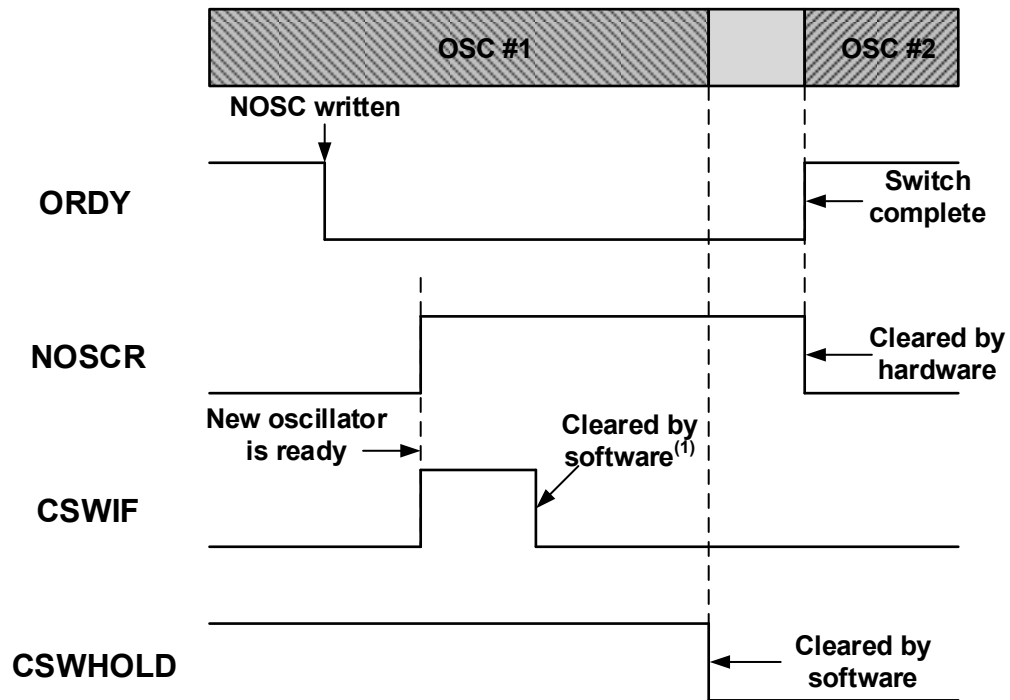 OSC #1
OSC #2
NOSC written
ORDY
Switch
complete
NOSCR
Cleared by
hardware
New oscillator
is ready
Cleared by
software(1)
CSWIF
CSWHOLD
Cleared by
software